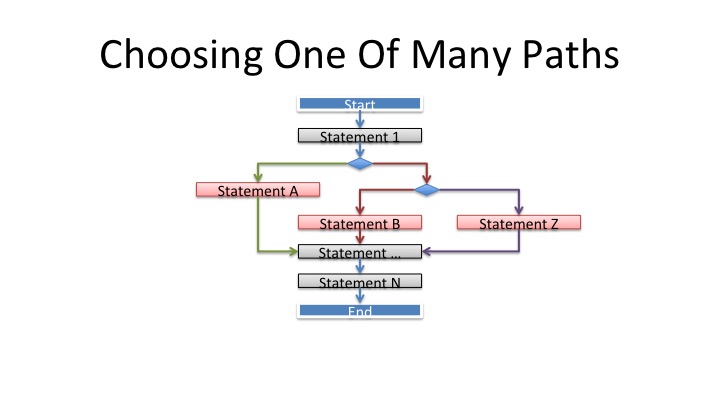 Choosing One Of Many Paths
Start
Statement 1
Statement A
Statement B
Statement Z
Statement ...
Statement N
End